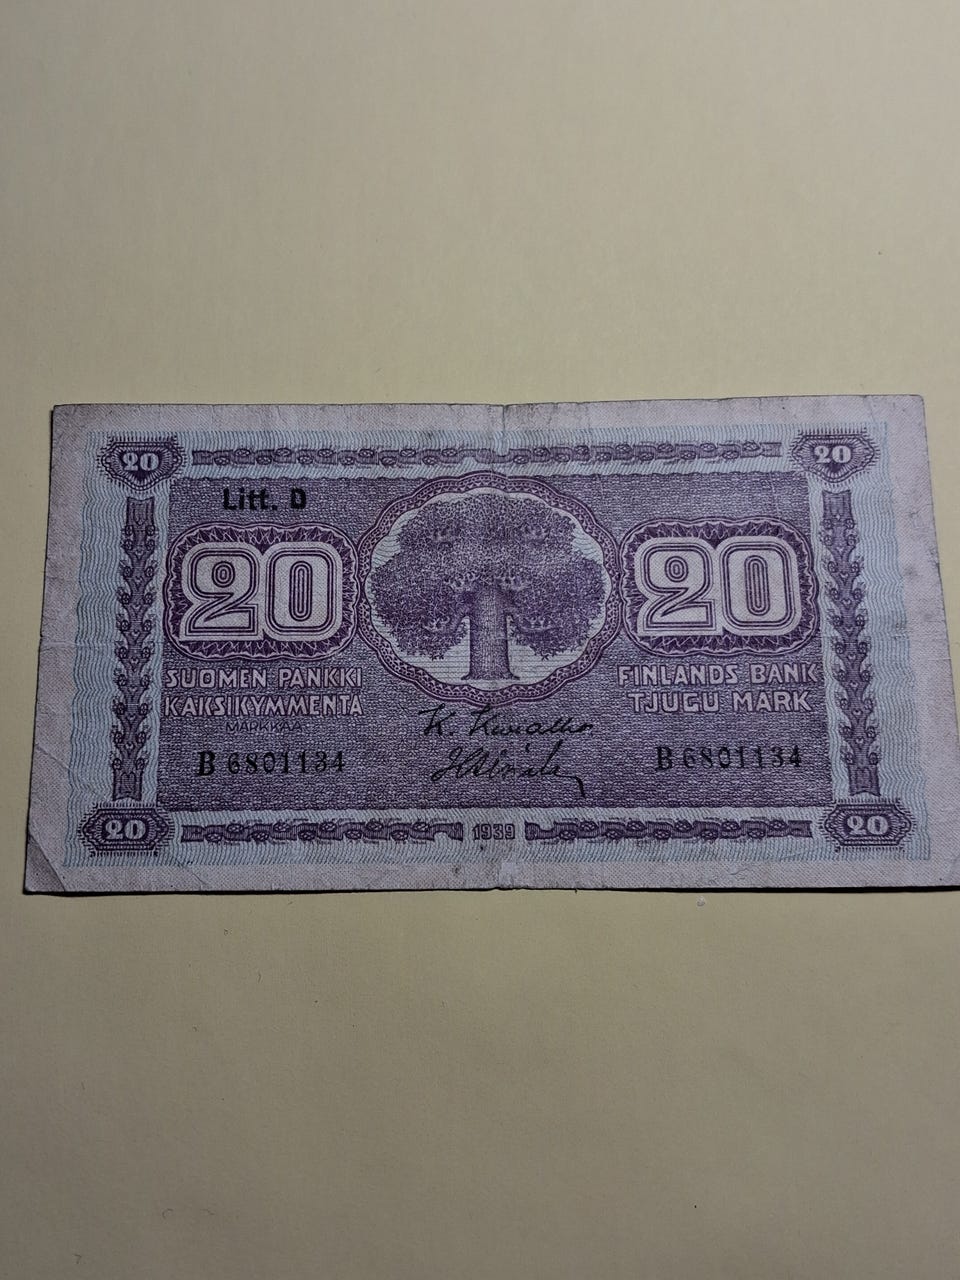 20 20
Litt. D
20 20
SUOMEN PANKKI
KAKSIKYMMENTÄ
MARKKAA
FINLANDS BANK
TJUGU MARK
B 6801134 B 6801134
20 1939 20